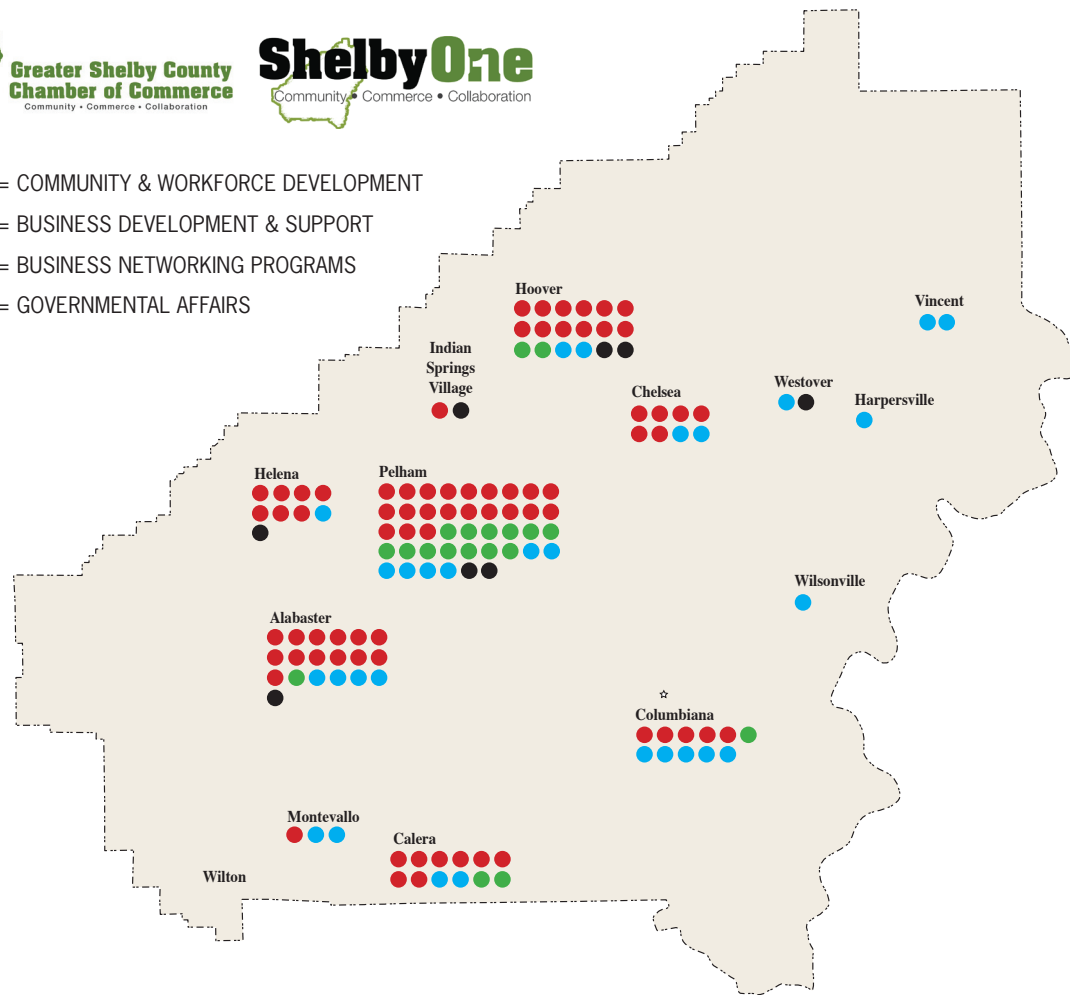 Greater Shelby County
Chamber of Commerce
Community • Commerce • Collaboration
ShelbyOne
Community • Commerce • Collaboration
= COMMUNITY & WORKFORCE DEVELOPMENT
= BUSINESS DEVELOPMENT & SUPPORT
= BUSINESS NETWORKING PROGRAMS
= GOVERNMENTAL AFFAIRS
Hoover
Vincent
Indian
Springs
Village
Chelsea
Westover
Harpersville
Helena
Pelham
Wilsonville
Alabaster
Columbiana
Montevallo
Calera
Wilton